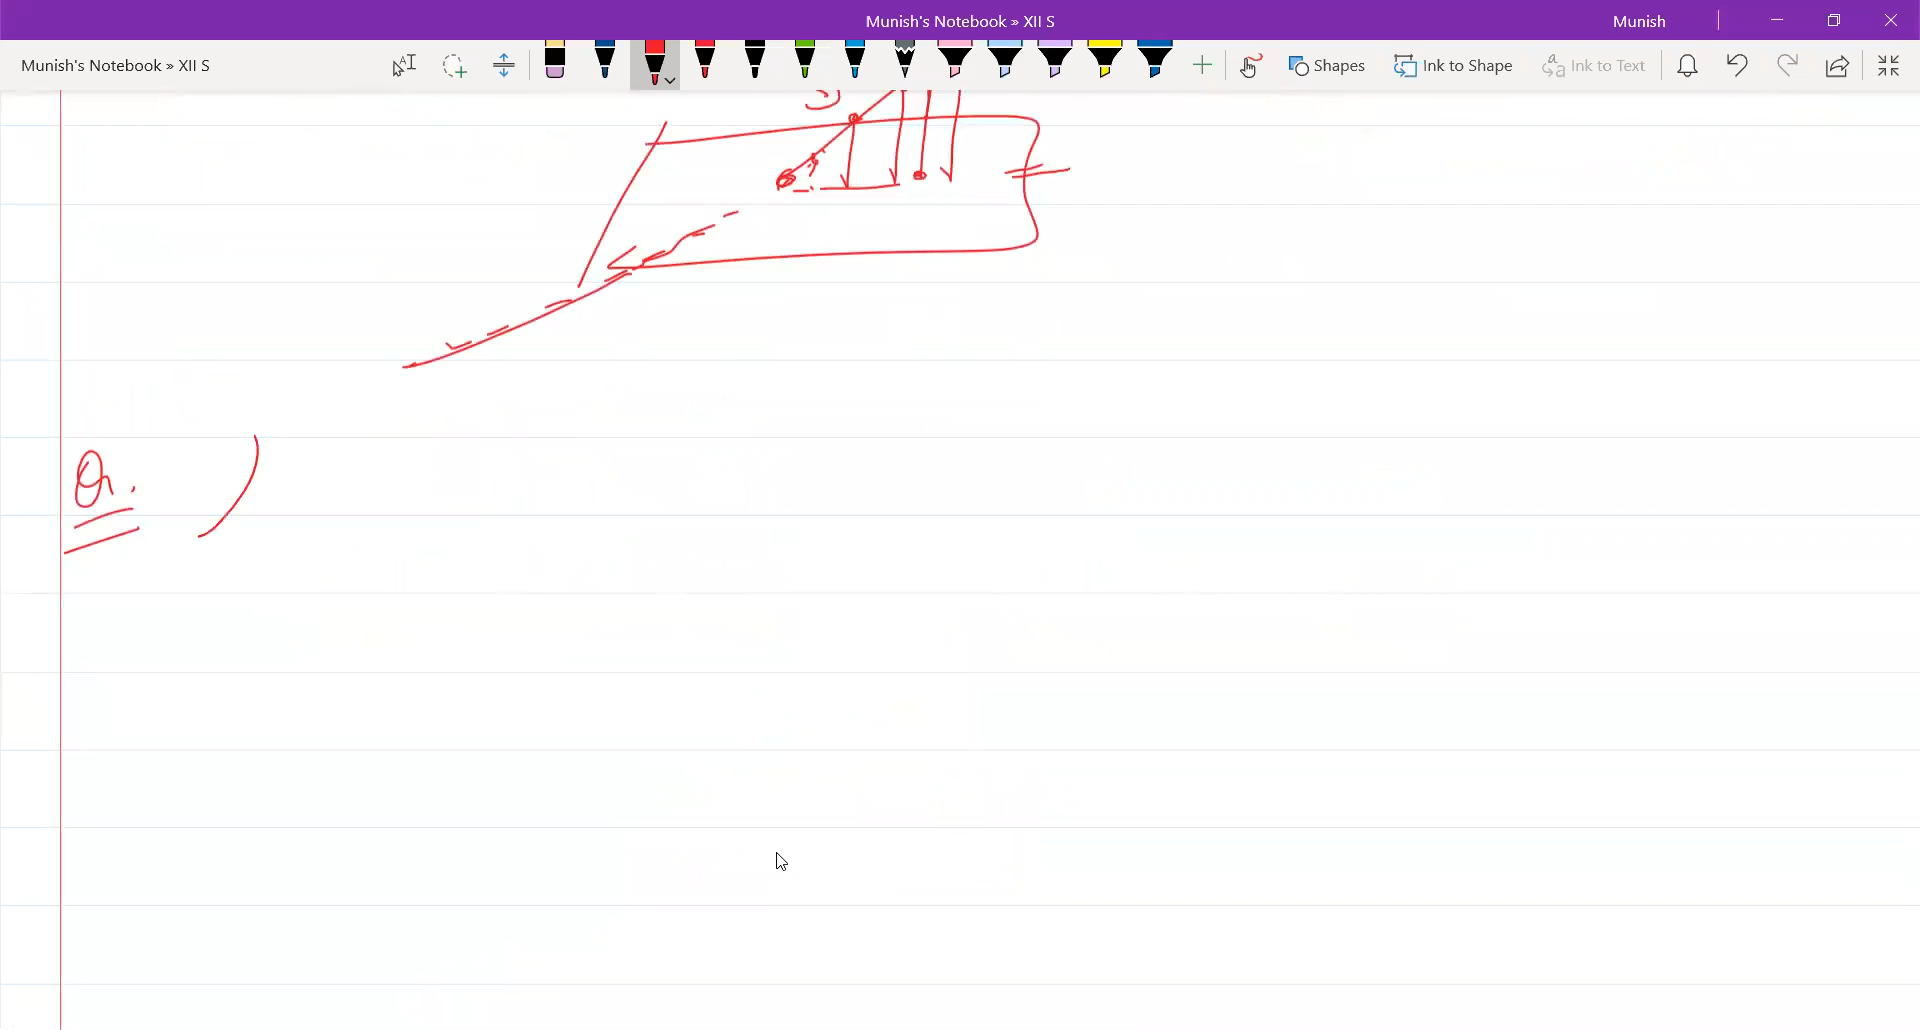 Munish's Notebook » XII S
Munish
Munish's Notebook » XII S
Shapes
Ink to Shape
Ink to Text
Q.